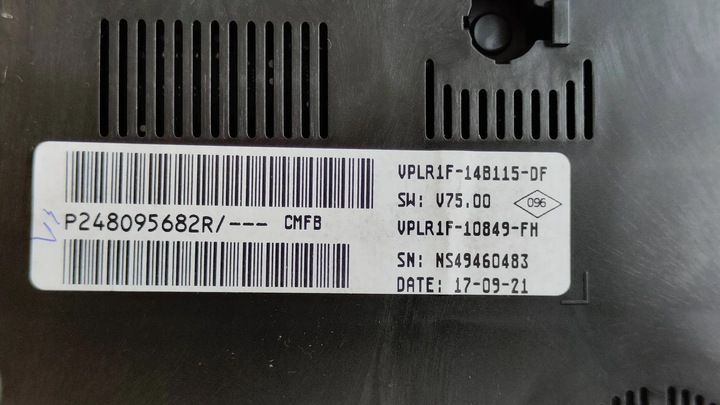 VPLR1F-14B115-DF
SW: V75.00
096
P248095682R/--- CMFB
VPLR1F-10849-FH
SN: NS49460483
DATE: 17-09-21